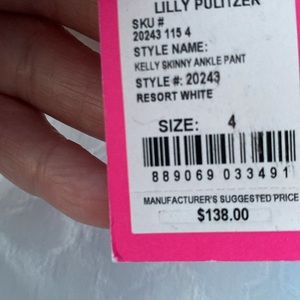 LILLY PULITZER
SKU #
20243 115 4
STYLE NAME:
KELLY SKINNY ANKLE PANT
STYLE #: 20243
RESORT WHITE
SIZE: 4
889069 033491
MANUFACTURER'S SUGGESTED PRICE
$138.00